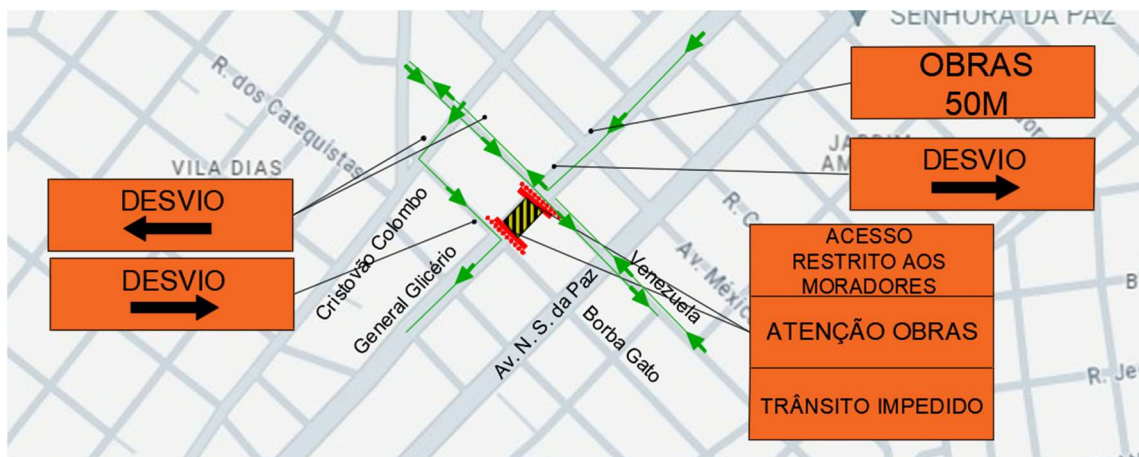 SENHORA DA PAZ
OBRAS
50M
R. dos Catequistas
VILA DIAS
DESVIO
DESVIO
DESVIO
Cristovão Colombo
General Glicério
Av. N. S. da Paz
Venezuela
Borba Gato
Av. Méxic
ACESSO
RESTRITO AOS
MORADORES
ATENÇÃO OBRAS
TRÂNSITO IMPEDIDO